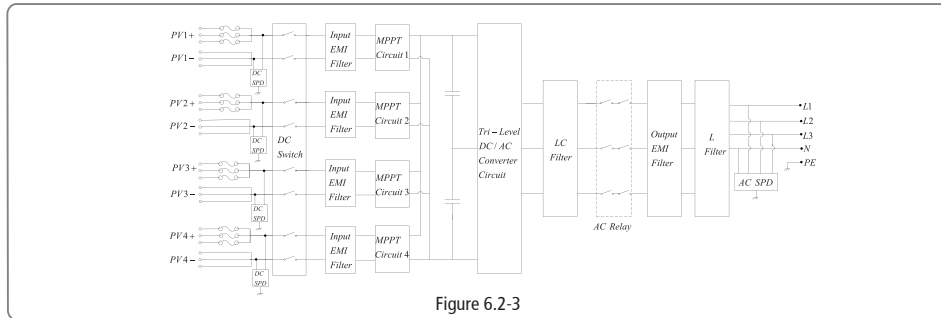 PV1+
PV1−
DC
SPD
PV2+
PV2−
DC
SPD
PV3+
PV3−
DC
SPD
PV4+
PV4−
DC
SPD
DC
Switch
Input
EMI
Filter
Input
EMI
Filter
Input
EMI
Filter
Input
EMI
Filter
MPPT
Circuit 1
MPPT
Circuit 2
MPPT
Circuit 3
MPPT
Circuit 4
Tri−Level
DC/AC
Converter
Circuit
LC
Filter
AC Relay
Output
EMI
Filter
L
Filter
L1
L2
L3
N
PE
AC SPD
Figure 6.2-3